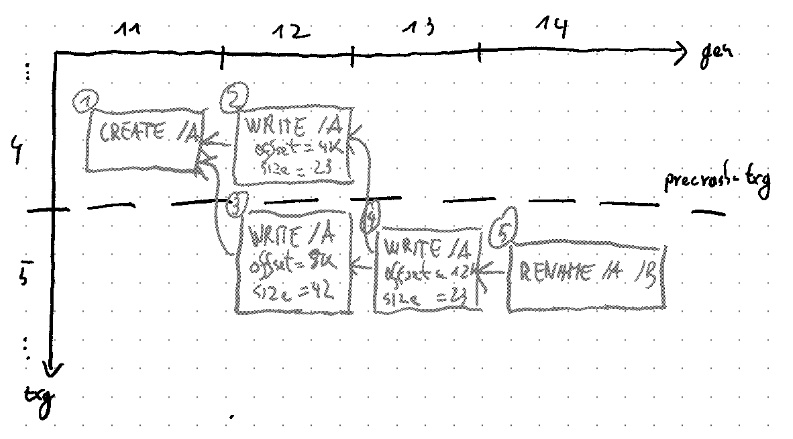 11 12 13 14
gen
...
① ②
CREATE /A WRITE /A
offset = 4K
size = 23
4
precrash-txg
③ ④ ⑤
WRITE /A WRITE /A
offset = 8K offset = 12K RENAME /A /B
size = 42 size = 23
5
...
txg